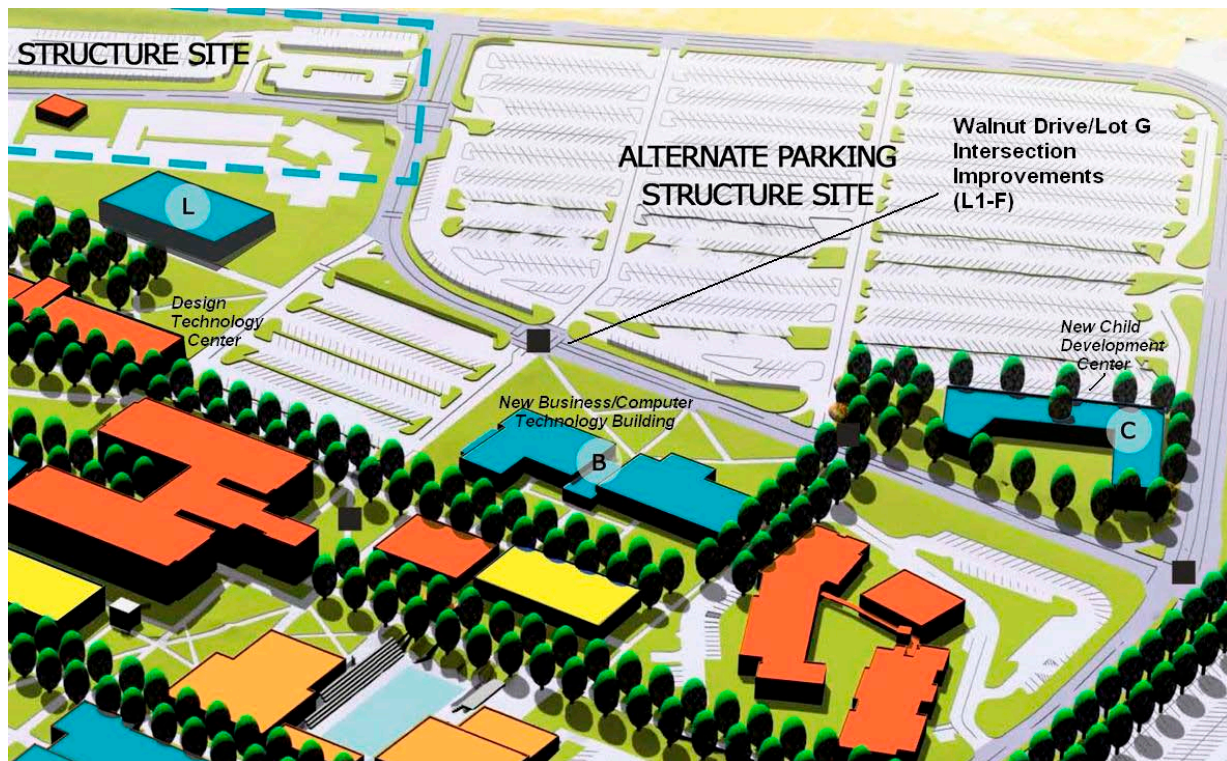 STRUCTURE SITE
ALTERNATE PARKING
STRUCTURE SITE
Walnut Drive/Lot G
Intersection
Improvements
(L1-F)
L
Design
Technology
Center
New Child
Development
Center
New Business/Computer
Technology Building
B
C